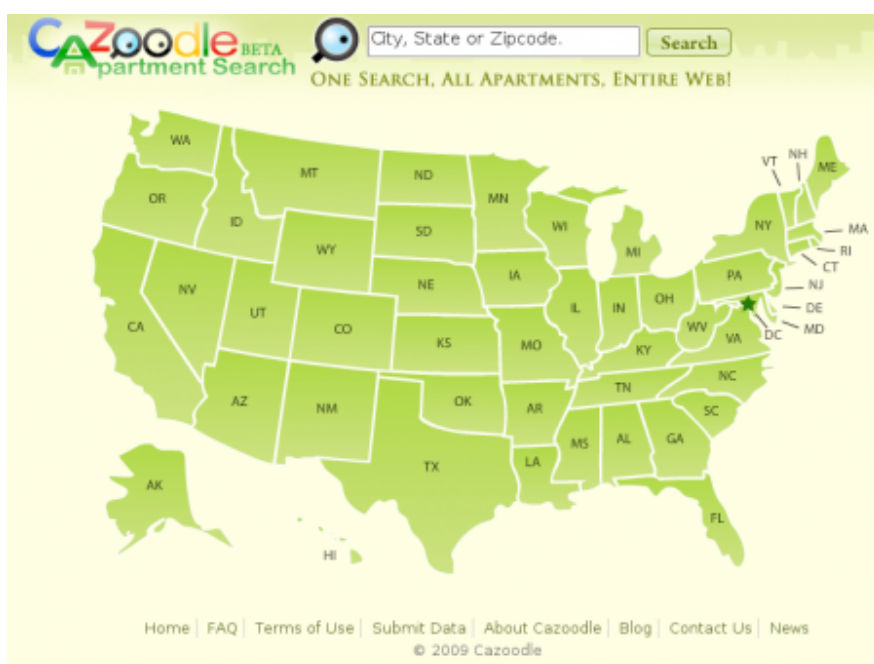 CAZoodle BETA
Apartment Search
City, State or Zipcode.
Search
ONE SEARCH, ALL APARTMENTS, ENTIRE WEB!
WA
MT
ND
MN
VT
NH
ME
OR
ID
SD
WI
NY
MA
WY
MI
RI
CT
NV
UT
NE
IA
PA
NJ
CA
CO
IL
IN
OH
DE
KS
MO
WV
VA
DC
MD
KY
AZ
NM
OK
AR
TN
NC
SC
TX
LA
MS
AL
GA
AK
FL
HI
Home | FAQ | Terms of Use | Submit Data | About Cazoodle | Blog | Contact Us | News
© 2009 Cazoodle